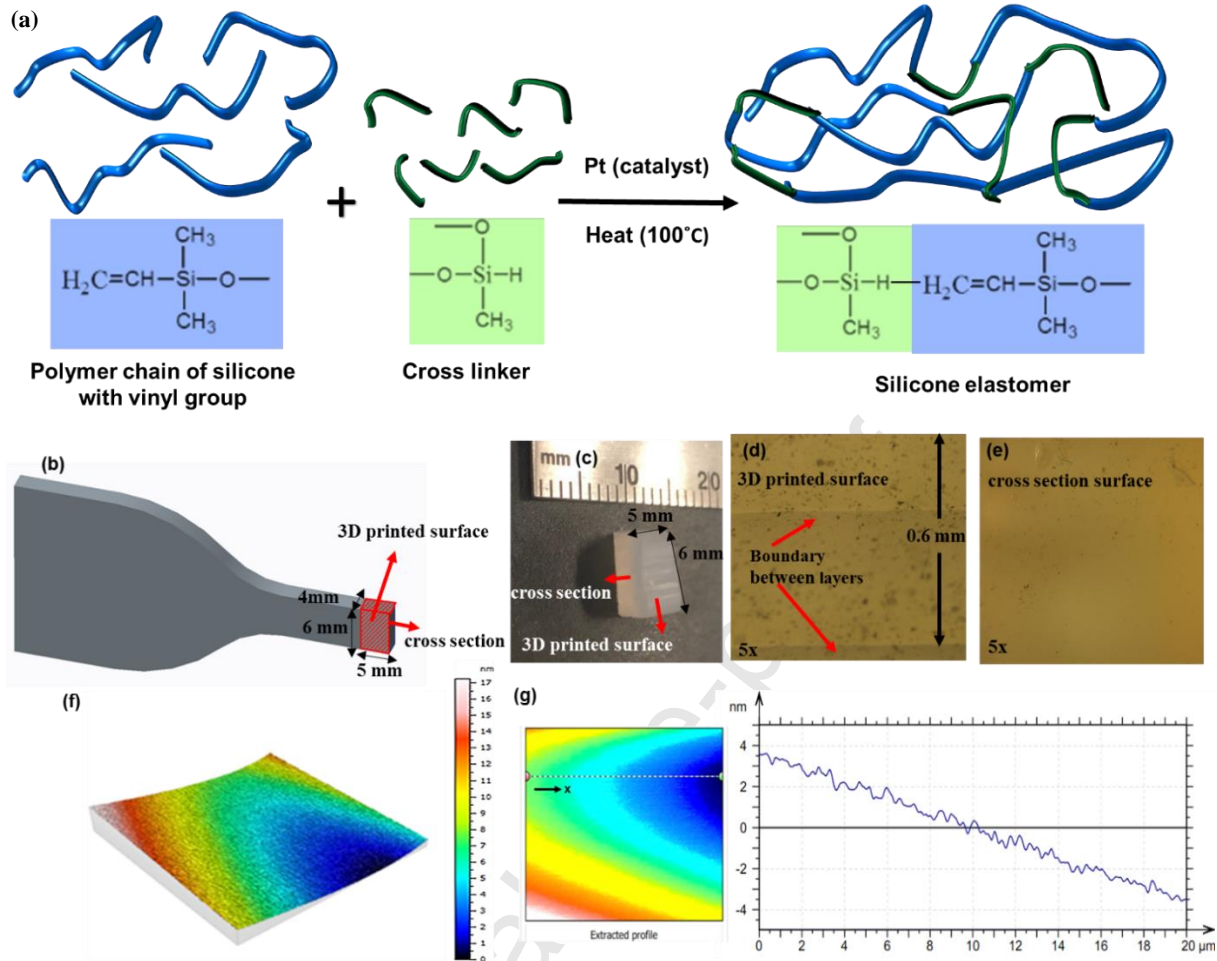 (a)
Pt (catalyst)
+
Heat (100°C)
CH3
H2C=CH-Si-O-
CH3
O
O-Si-H
CH3
O
CH3
-O-Si-H-H2C=CH-Si-O-
CH3
CH3
Polymer chain of silicone
with vinyl group
Cross linker
Silicone elastomer
(b)
3D printed surface
4mm
6 mm
cross section
5 mm
(c)
mm
10
20
5 mm
6 mm
cross section
3D printed surface
(d)
3D printed surface
0.6 mm
Boundary
between layers
5x
(e)
cross section surface
5x
(f)
nm
17
16
15
14
13
12
11
10
9
8
7
6
5
4
3
2
1
0
(g)
x
Extracted profile
nm
4
2
0
-2
-4
0
2
4
6
8
10
12
14
16
18
20 µm